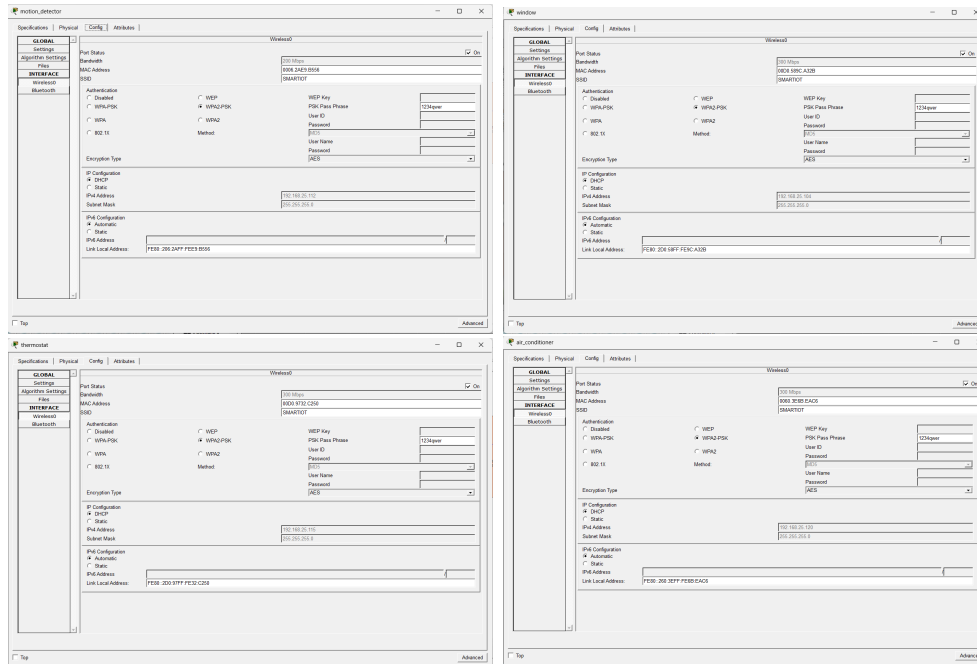 motion_detector
Specifications Physical Config Attributes
GLOBAL
Settings
Algorithm Settings
Files
INTERFACE
Wireless0
Bluetooth
Wireless0
Port Status On
Bandwidth
MAC Address 0006.2AE9.B556
SSID SMARTIOT
Authentication
Disabled WEP WEP Key
WPA-PSK WPA2-PSK PSK Pass Phrase 1234qwer
User ID
WPA WPA2
Password
802.1X Method: MD5
User Name
Password
Encryption Type AES
IP Configuration
DHCP
Static
IPv4 Address 192.168.25.112
Subnet Mask 255.255.255.0
IPv6 Configuration
Automatic
Static
IPv6 Address /
Link Local Address: FE80::206:2AFF:FEE9:B556
Top Advanced
window
Specifications Physical Config Attributes
GLOBAL
Settings
Algorithm Settings
Files
INTERFACE
Wireless0
Bluetooth
Wireless0
Port Status On
Bandwidth 300 Mbps
MAC Address 00D0.589C.A32B
SSID SMARTIOT
Authentication
Disabled WEP WEP Key
WPA-PSK WPA2-PSK PSK Pass Phrase 1234qwer
User ID
WPA WPA2
Password
802.1X Method: MD5
User Name
Password
Encryption Type AES
IP Configuration
DHCP
Static
IPv4 Address 192.168.25.104
Subnet Mask 255.255.255.0
IPv6 Configuration
Automatic
Static
IPv6 Address /
Link Local Address: FE80::2D0:58FF:FE9C:A32B
Top Advanced
thermostat
Specifications Physical Config Attributes
GLOBAL
Settings
Algorithm Settings
Files
INTERFACE
Wireless0
Bluetooth
Wireless0
Port Status On
Bandwidth 300 Mbps
MAC Address 00D0.9732.C250
SSID SMARTIOT
Authentication
Disabled WEP WEP Key
WPA-PSK WPA2-PSK PSK Pass Phrase 1234qwer
User ID
WPA WPA2
Password
802.1X Method: MD5
User Name
Password
Encryption Type AES
IP Configuration
DHCP
Static
IPv4 Address 192.168.25.115
Subnet Mask 255.255.255.0
IPv6 Configuration
Automatic
Static
IPv6 Address /
Link Local Address: FE80::2D0:97FF:FE32:C250
Top Advanced
air_conditioner
Specifications Physical Config Attributes
GLOBAL
Settings
Algorithm Settings
Files
INTERFACE
Wireless0
Bluetooth
Wireless0
Port Status On
Bandwidth 300 Mbps
MAC Address 0060.3E6B.EAC6
SSID SMARTIOT
Authentication
Disabled WEP WEP Key
WPA-PSK WPA2-PSK PSK Pass Phrase 1234qwer
User ID
WPA WPA2
Password
802.1X Method: MD5
User Name
Password
Encryption Type AES
IP Configuration
DHCP
Static
IPv4 Address 192.168.25.120
Subnet Mask 255.255.255.0
IPv6 Configuration
Automatic
Static
IPv6 Address /
Link Local Address: FE80::260:3EFF:FE6B:EAC6
Top Advanced